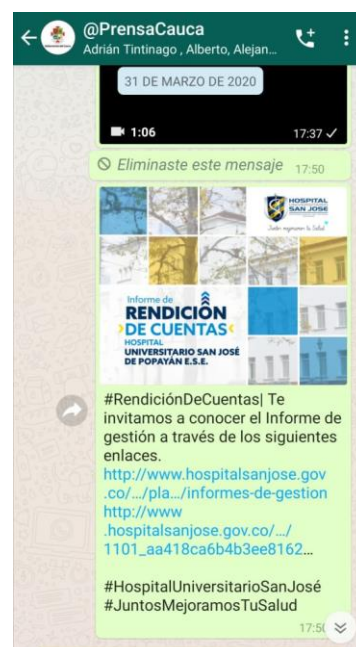 @PrensaCauca
Adrián Tintinago , Alberto, Alejan...
31 DE MARZO DE 2020
1:06
17:37
Eliminaste este mensaje 17:50
HOSPITAL
SAN JOSE
Juntos mejoramos tu Salud
Informe de
RENDICIÓN
DE CUENTAS
HOSPITAL
UNIVERSITARIO SAN JOSÉ
DE POPAYÁN E.S.E.
#RendiciónDeCuentas| Te
invitamos a conocer el Informe de
gestión a través de los siguientes
enlaces.
http://www.hospitalsanjose.gov
.co/.../pla.../informes-de-gestion
http://www
.hospitalsanjose.gov.co/.../
1101_aa418ca6b4b3ee8162...
#HospitalUniversitarioSanJosé
#JuntosMejoramosTuSalud